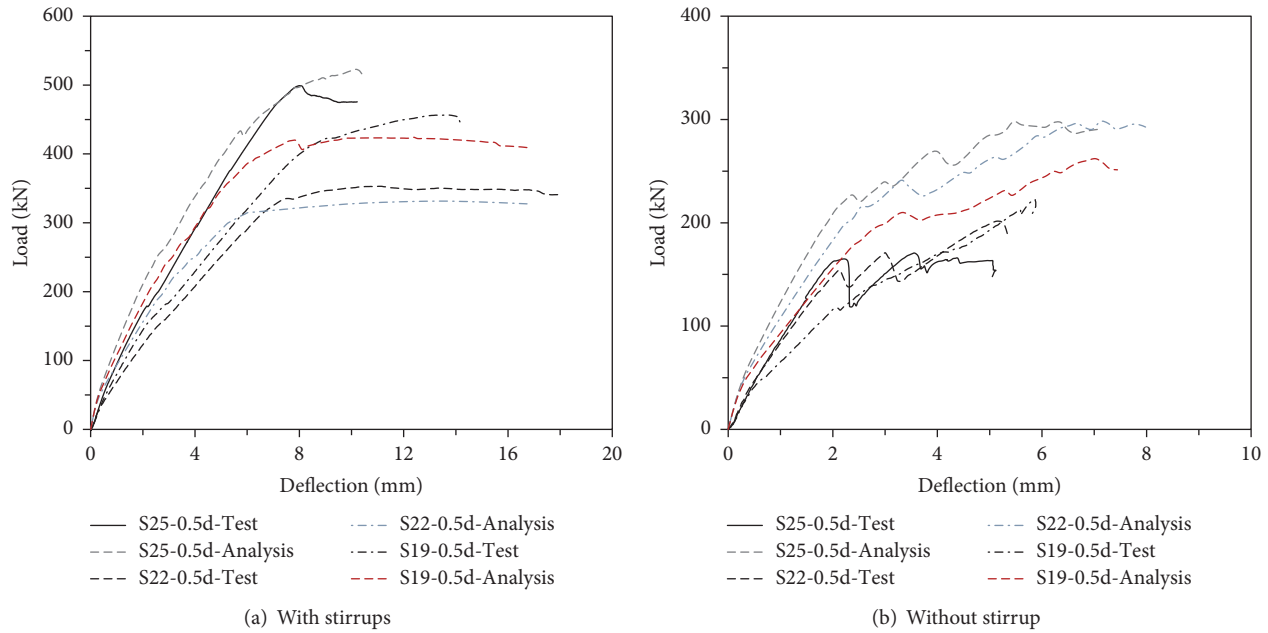 600
500
400
300
200
100
0
Load (kN)
0 4 8 12 16 20
Deflection (mm)
S25-0.5d-Test
S25-0.5d-Analysis
S22-0.5d-Test
S22-0.5d-Analysis
S19-0.5d-Test
S19-0.5d-Analysis
(a) With stirrups
400
300
200
100
0
Load (kN)
0 2 4 6 8 10
Deflection (mm)
S25-0.5d-Test
S25-0.5d-Analysis
S22-0.5d-Test
S22-0.5d-Analysis
S19-0.5d-Test
S19-0.5d-Analysis
(b) Without stirrup